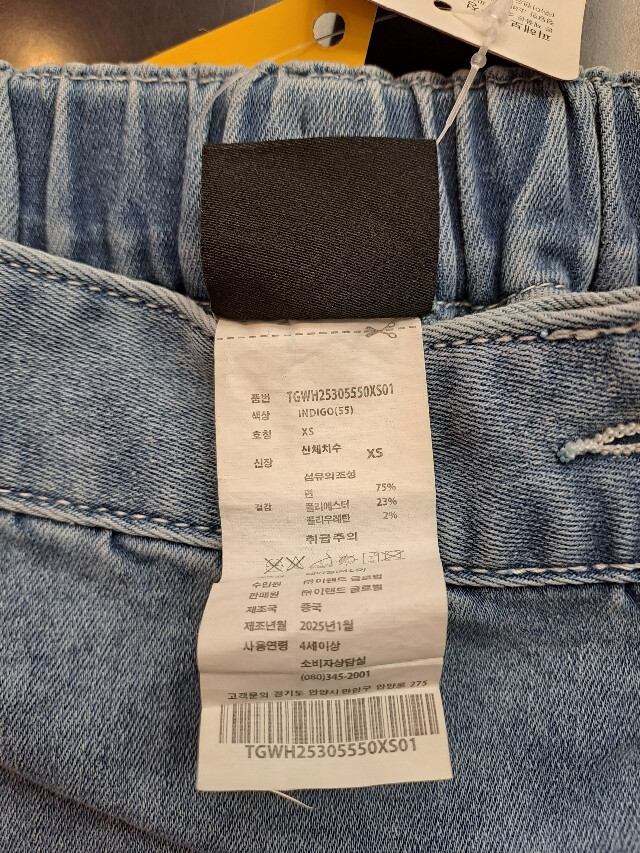 품번 TGWH25305550XS01
색상 INDIGO(55)
호칭 XS
신체치수
신장 XS
섬유의조성
면 75%
겉감 폴리에스터 23%
폴리우레탄 2%
취급주의
수입원 ㈜이랜드 글로벌
판매원 ㈜이랜드 글로벌
제조국 중국
제조년월 2025년1월
사용연령 4세이상
소비자상담실
(080)345-2001
고객문의 경기도 안양시 만안구 안양로 275
TGWH25305550XS01